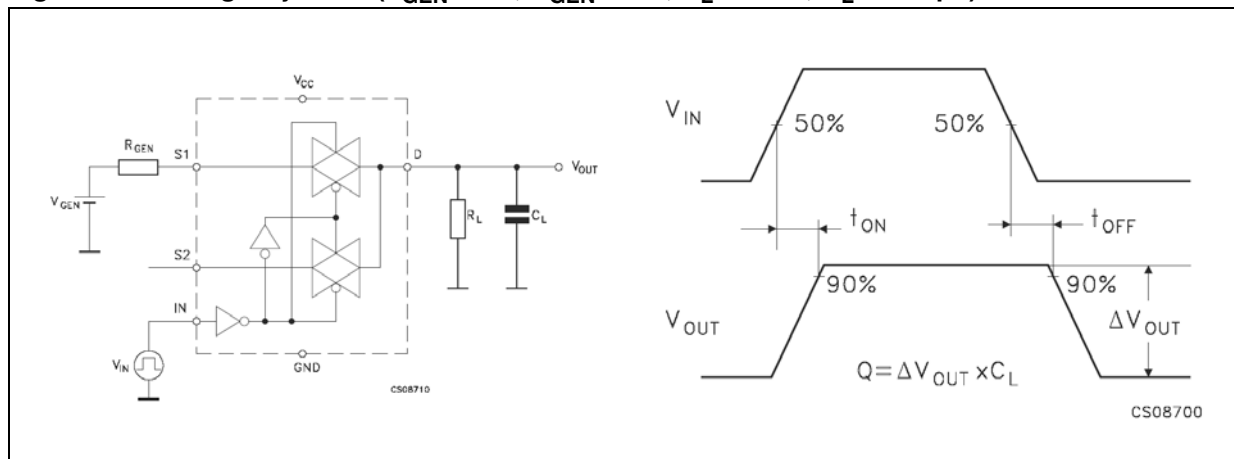 V_CC
R_GEN
S1
D
V_OUT
V_GEN
R_L
C_L
S2
IN
V_IN
GND
CS08710
V_IN
50%
50%
t_ON
t_OFF
90%
90%
V_OUT
ΔV_OUT
Q=ΔV_OUT xC_L
CS08700